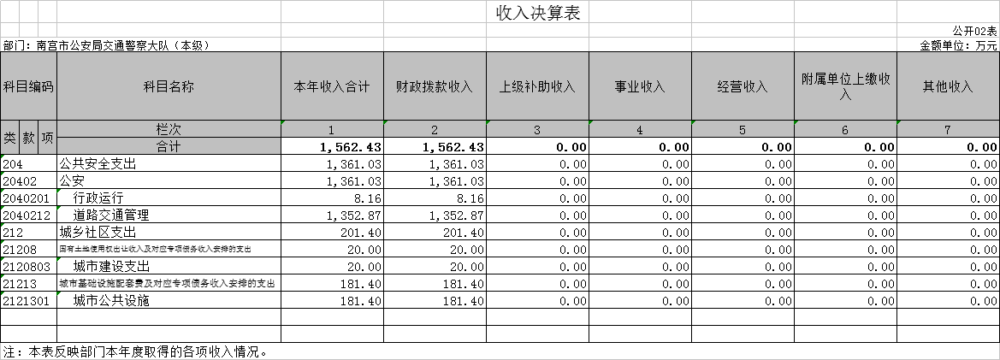 收入决算表
公开02表
部门：南宫市公安局交通警察大队（本级） 金额单位：万元
科目编码 科目名称 本年收入合计 财政拨款收入 上级补助收入 事业收入 经营收入 附属单位上缴收入 其他收入
类 款 项 栏次 1 2 3 4 5 6 7
合计 1,562.43 1,562.43 0.00 0.00 0.00 0.00 0.00
204 公共安全支出 1,361.03 1,361.03 0.00 0.00 0.00 0.00 0.00
20402 公安 1,361.03 1,361.03 0.00 0.00 0.00 0.00 0.00
2040201 行政运行 8.16 8.16 0.00 0.00 0.00 0.00 0.00
2040212 道路交通管理 1,352.87 1,352.87 0.00 0.00 0.00 0.00 0.00
212 城乡社区支出 201.40 201.40 0.00 0.00 0.00 0.00 0.00
21208 国有土地使用权出让收入及对应专项债务收入安排的支出 20.00 20.00 0.00 0.00 0.00 0.00 0.00
2120803 城市建设支出 20.00 20.00 0.00 0.00 0.00 0.00 0.00
21213 城市基础设施配套费及对应专项债务收入安排的支出 181.40 181.40 0.00 0.00 0.00 0.00 0.00
2121301 城市公共设施 181.40 181.40 0.00 0.00 0.00 0.00 0.00
注：本表反映部门本年度取得的各项收入情况。